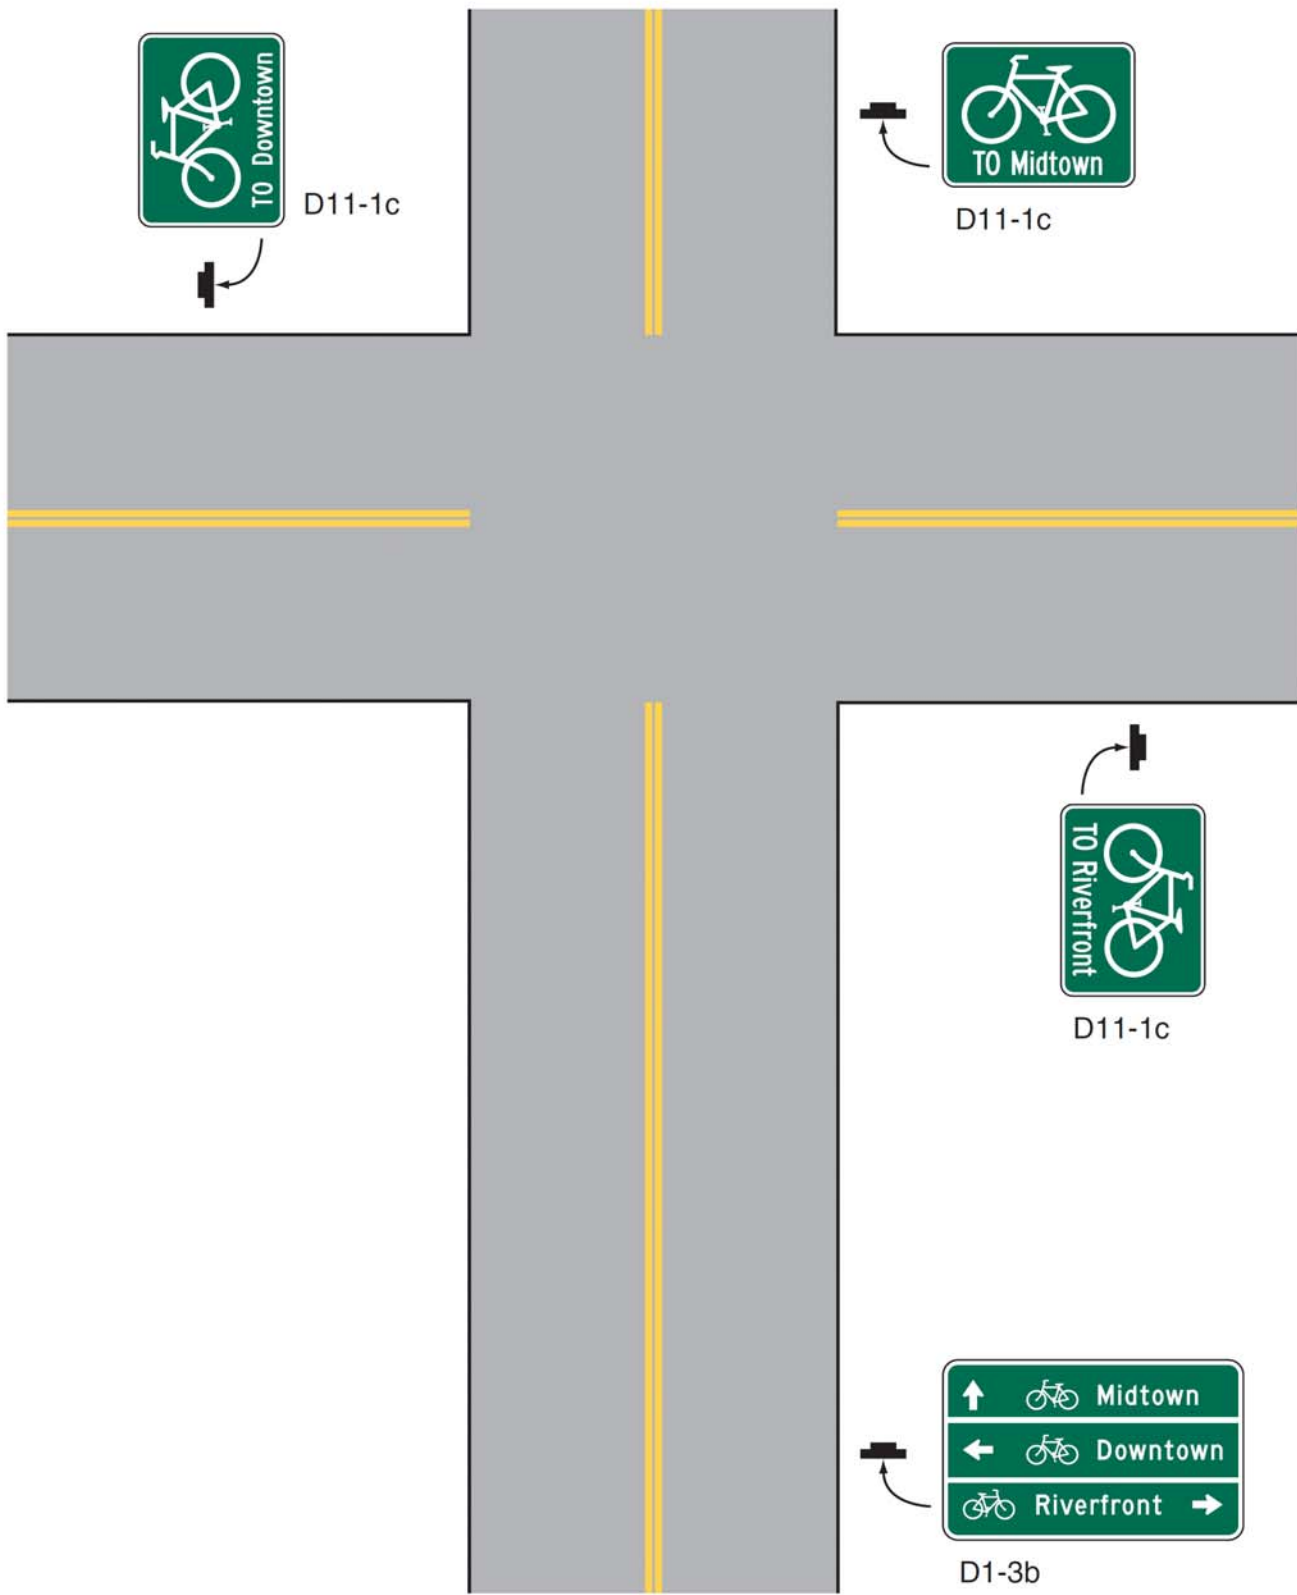 TO Downtown
D11-1c
TO Midtown
D11-1c
TO Riverfront
D11-1c
Midtown
Downtown
Riverfront
D1-3b